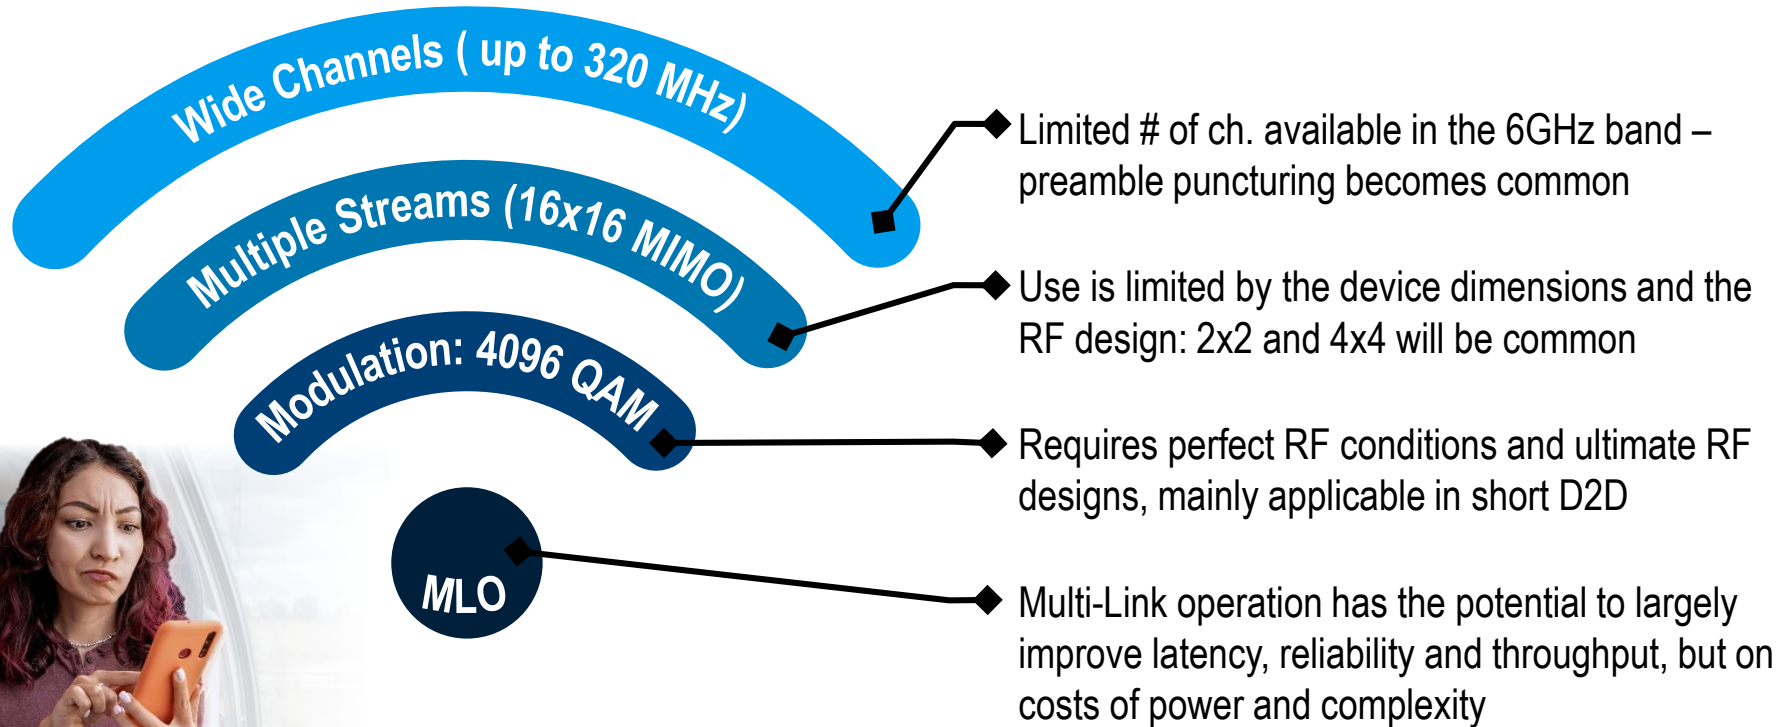 Wide Channels ( up to 320 MHz)
Limited # of ch. available in the 6GHz band –
preamble puncturing becomes common
Multiple Streams (16x16 MIMO)
Use is limited by the device dimensions and the
RF design: 2x2 and 4x4 will be common
Modulation: 4096 QAM
Requires perfect RF conditions and ultimate RF
designs, mainly applicable in short D2D
MLO
Multi-Link operation has the potential to largely
improve latency, reliability and throughput, but on
costs of power and complexity